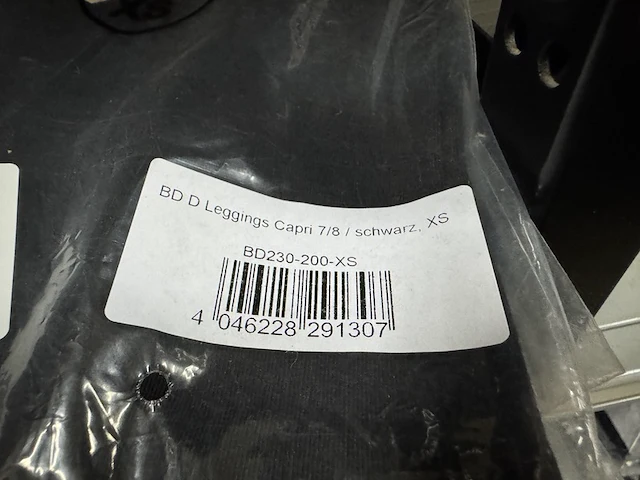 BD D Leggings Capri 7/8 / schwarz, XS
BD230-200-XS
4 046228 291307